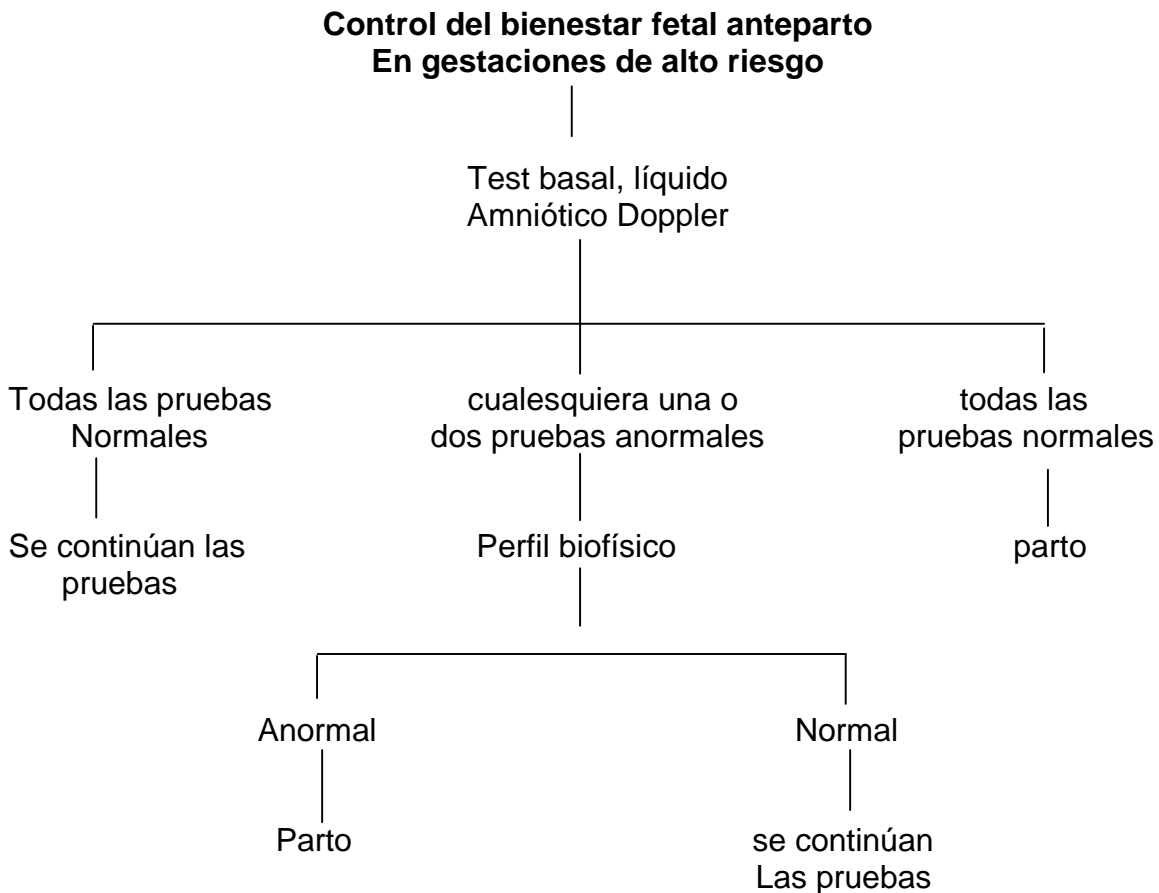 Control del bienestar fetal anteparto
En gestaciones de alto riesgo
Test basal, líquido
Amniótico Doppler
Todas las pruebas
Normales
cualesquiera una o
dos pruebas anormales
todas las
pruebas normales
Se continúan las
pruebas
Perfil biofísico
parto
Anormal
Normal
Parto
se continúan
Las pruebas